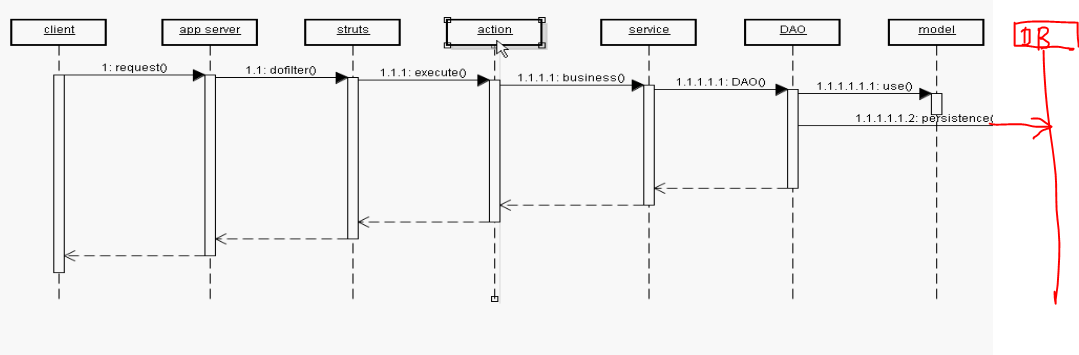 client app server struts action service DAO model DB
1: request() 1.1: dofilter() 1.1.1: execute() 1.1.1.1: business() 1.1.1.1.1: DAO() 1.1.1.1.1.1: use()
1.1.1.1.1.2: persistence(